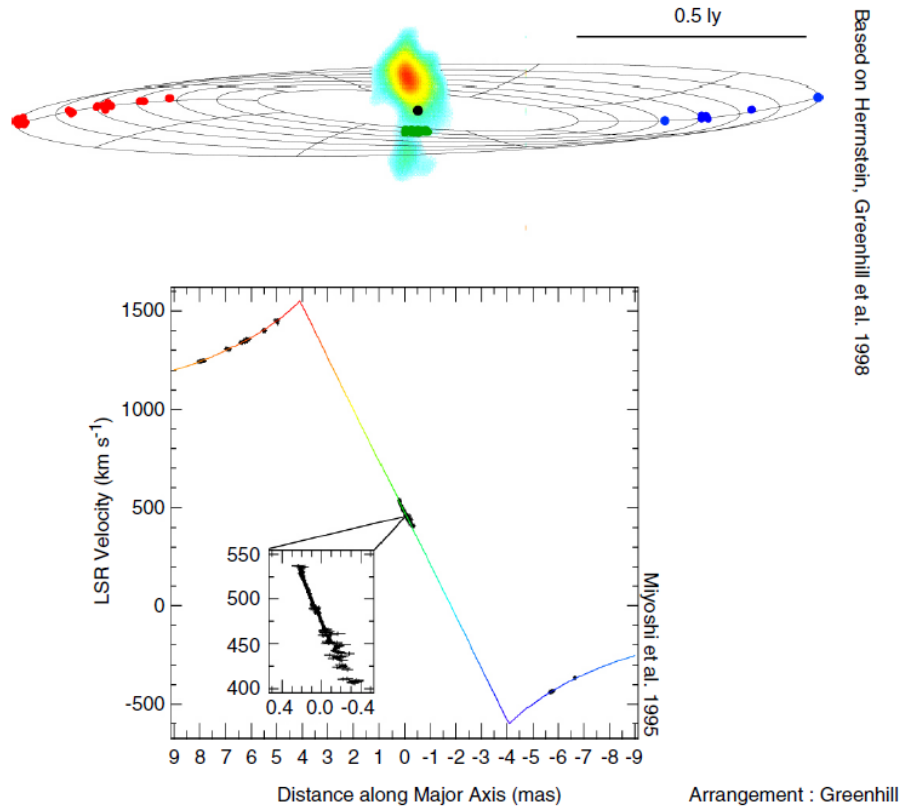 0.5 ly
Based on Herrnstein, Greenhill et al. 1998
1500
1000
500
0
-500
LSR Velocity (km s-1)
550
500
450
400
0.4 0.0 -0.4
Miyoshi et al. 1995
9 8 7 6 5 4 3 2 1 0 -1 -2 -3 -4 -5 -6 -7 -8 -9
Distance along Major Axis (mas)
Arrangement : Greenhill